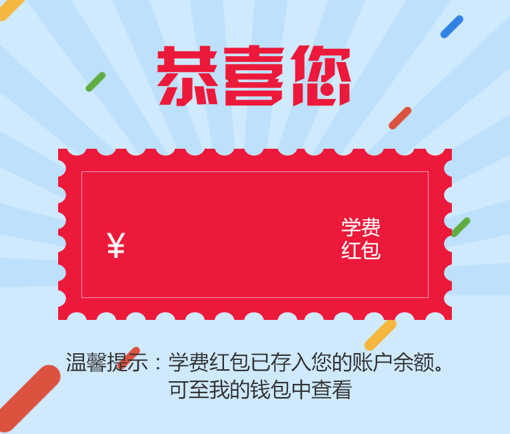 恭喜您
学费
¥
红包
温馨提示：学费红包已存入您的账户余额。
可至我的钱包中查看